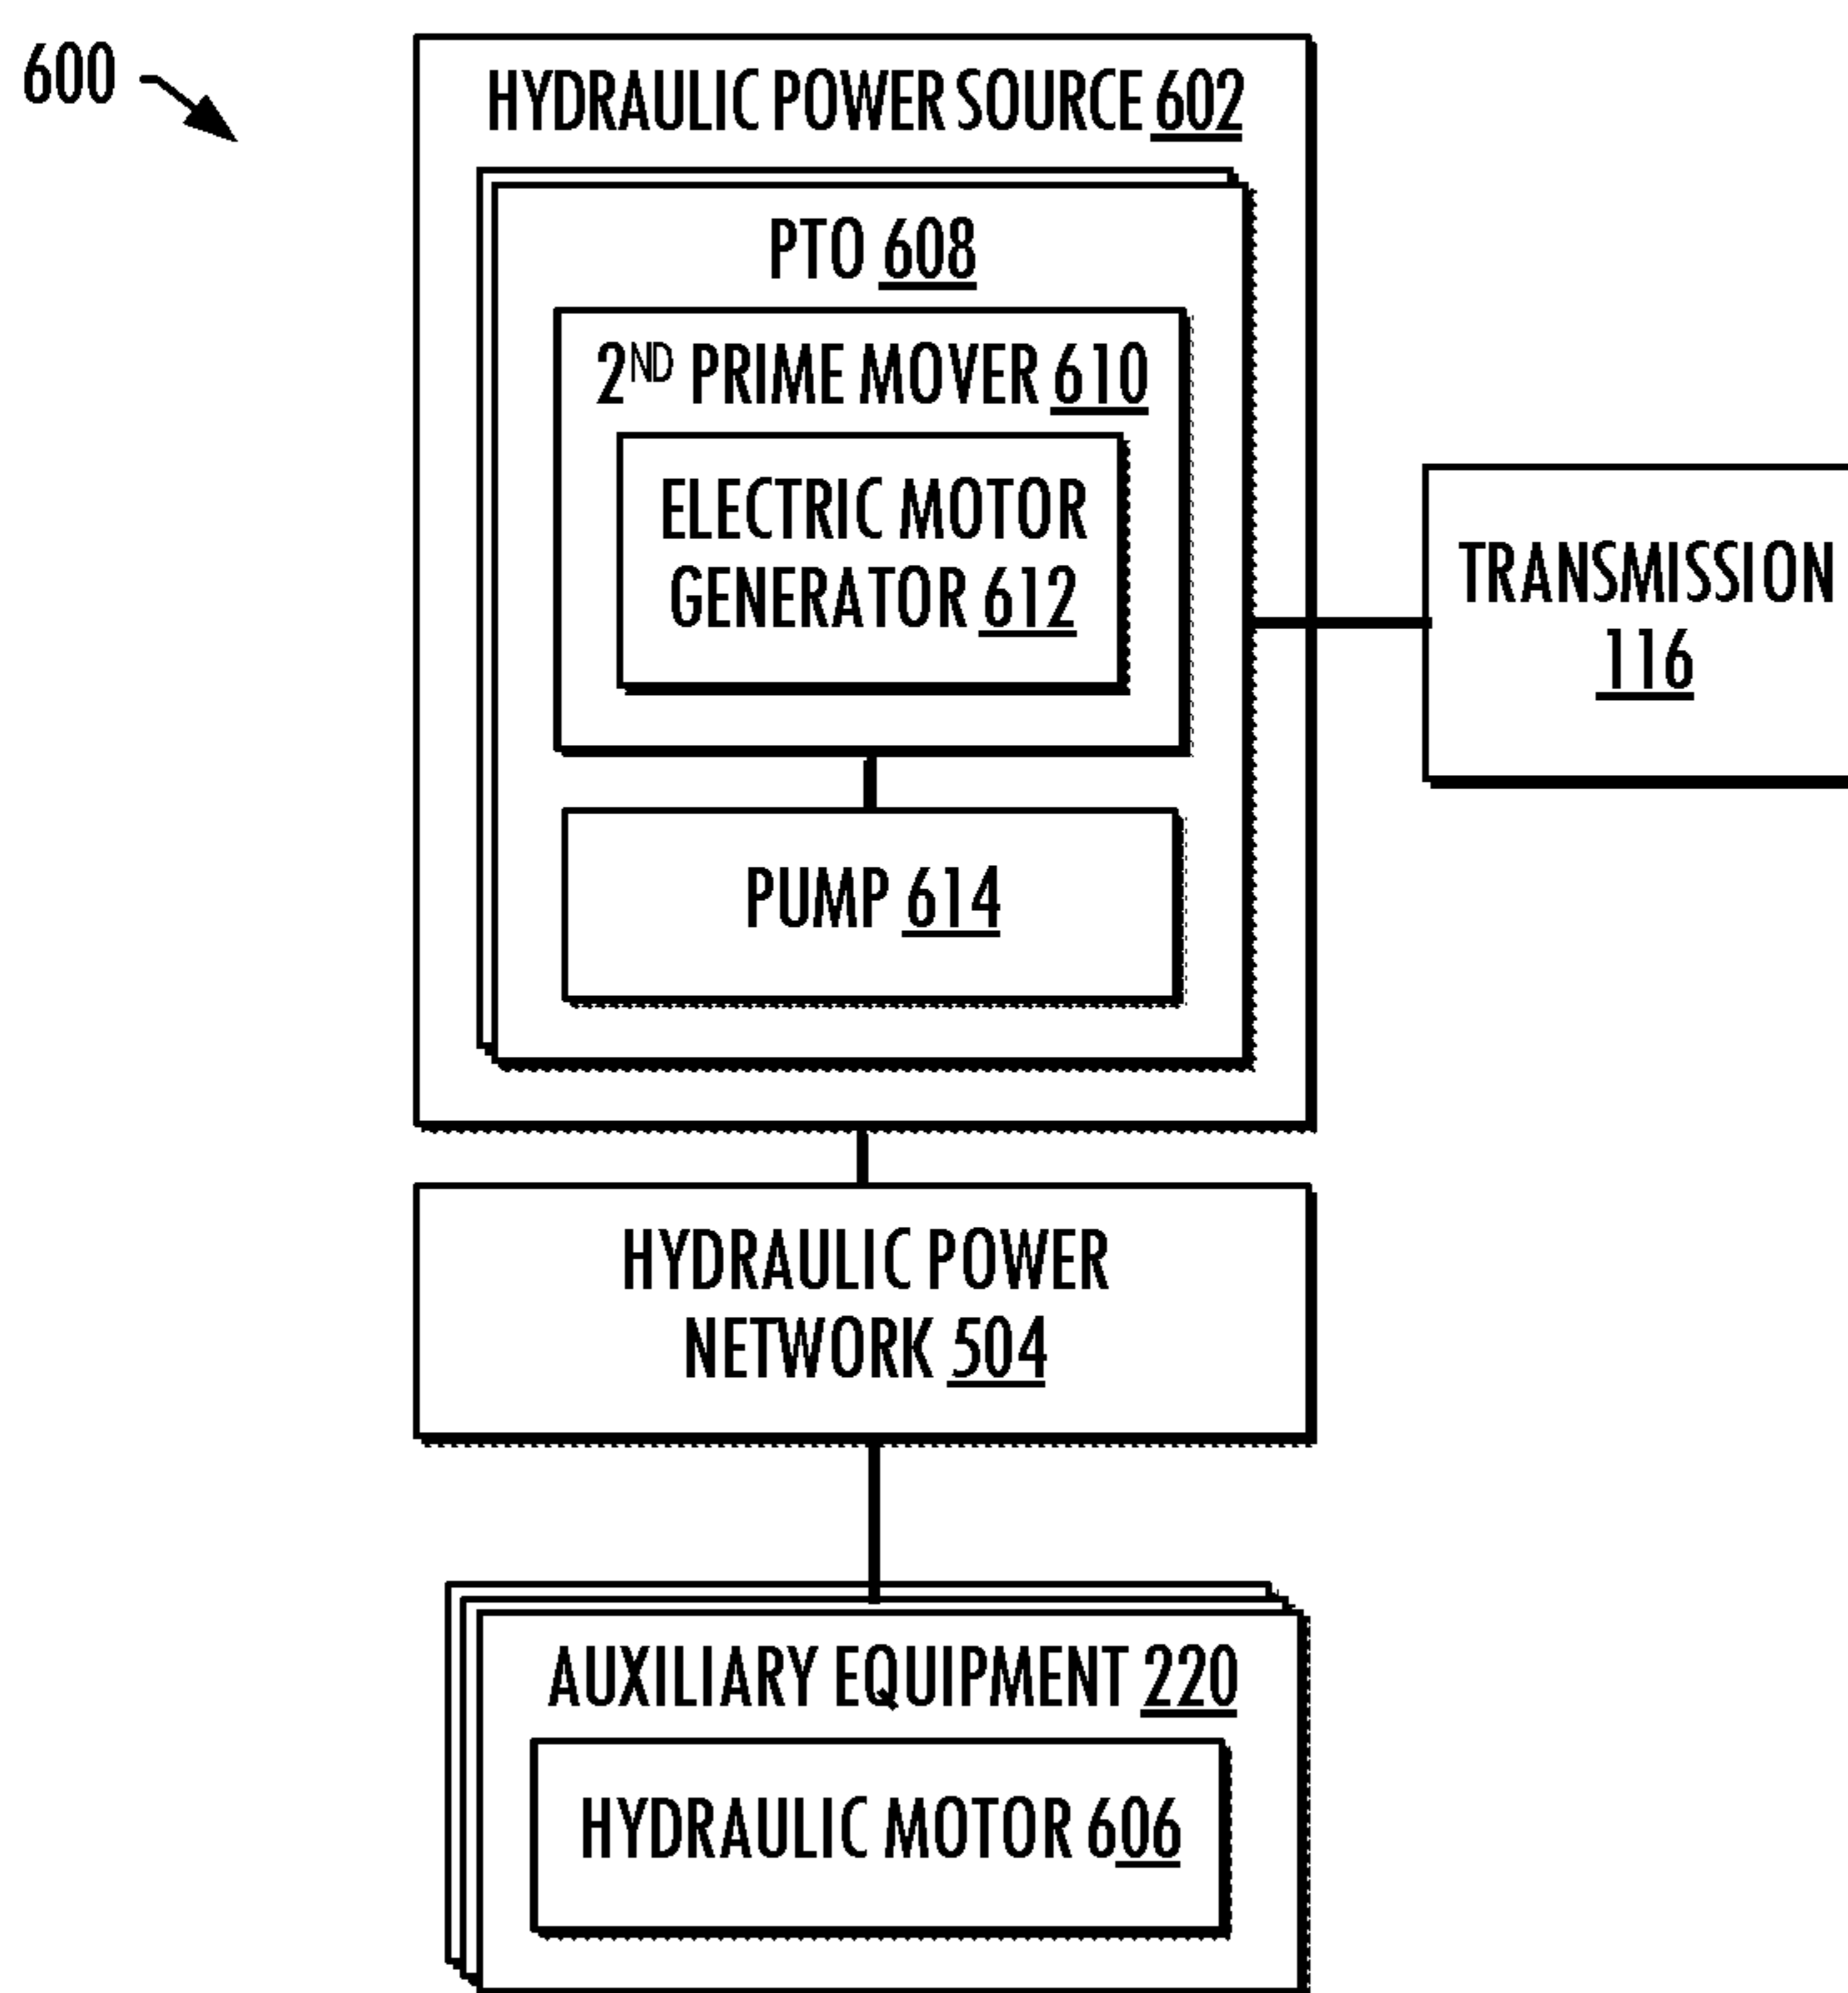 600
HYDRAULIC POWER SOURCE 602
PTO 608
2ND PRIME MOVER 610
ELECTRIC MOTOR
GENERATOR 612
TRANSMISSION
116
PUMP 614
HYDRAULIC POWER
NETWORK 504
AUXILIARY EQUIPMENT 220
HYDRAULIC MOTOR 606